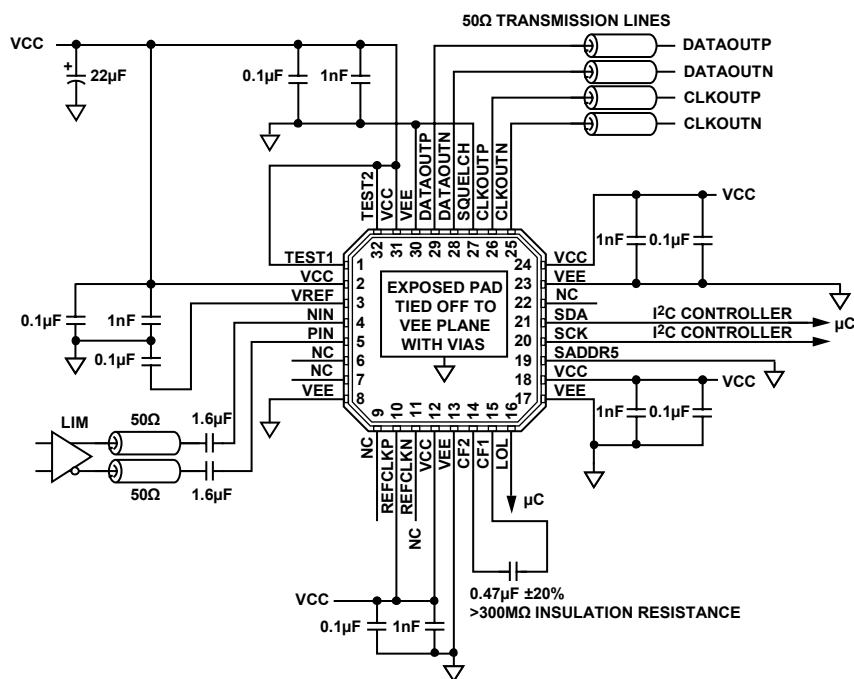 50Ω TRANSMISSION LINES
VCC
DATAOUTP
DATAOUTN
CLKOUTP
CLKOUTN
+
22µF
0.1µF
1nF
TEST2
VCC
VEE
DATAOUTP
DATAOUTN
SQUELCH
CLKOUTP
CLKOUTN
32
31
30
29
28
27
26
25
TEST1
1
VCC
2
VREF
3
NIN
4
PIN
5
NC
6
NC
7
VEE
8
0.1µF
1nF
0.1µF
EXPOSED PAD
TIED OFF TO
VEE PLANE
WITH VIAS
24
VCC
23
VEE
22
NC
21
SDA
20
SCK
19
SADDR5
18
VCC
17
VEE
VCC
1nF
0.1µF
I²C CONTROLLER
I²C CONTROLLER
µC
VCC
1nF
0.1µF
LIM
50Ω
1.6µF
50Ω
1.6µF
9
10
11
12
13
14
15
16
NC
REFCLKP
REFCLKN
VCC
VEE
CF2
CF1
LOL
NC
µC
0.47µF ±20%
>300MΩ INSULATION RESISTANCE
VCC
0.1µF
1nF